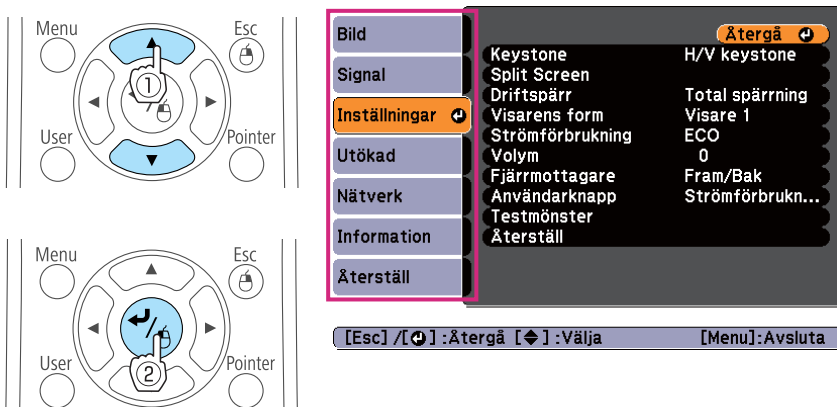 Menu
Esc
1
User
Pointer
Menu
Esc
User
2
Pointer
Bild
Signal
Inställningar
Utökad
Nätverk
Information
Återställ
Återgå
Keystone H/V keystone
Split Screen
Driftspärr Total spärrning
Visarens form Visare 1
Strömförbrukning ECO
Volym 0
Fjärrmottagare Fram/Bak
Användarknapp Strömförbrukn...
Testmönster
Återställ
[Esc] /[ ] :Återgå [ ] :Välja [Menu]:Avsluta